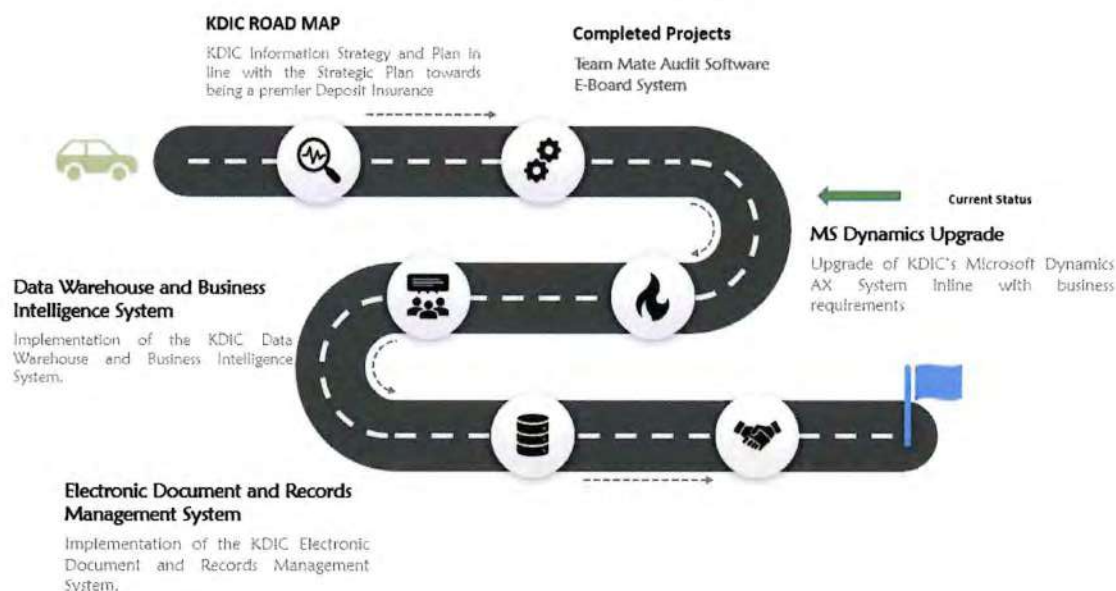 KDIC ROAD MAP
KDIC Information Strategy and Plan in
line with the Strategic Plan towards
being a premier Deposit Insurance
Completed Projects
Team Mate Audit Software
E-Board System
Current Status
MS Dynamics Upgrade
Upgrade of KDIC's Microsoft Dynamics
AX System Inline with business
requirements
Data Warehouse and Business
Intelligence System
Implementation of the KDIC Data
Warehouse and Business Intelligence
System.
Electronic Document and Records
Management System
Implementation of the KDIC Electronic
Document and Records Management
System.